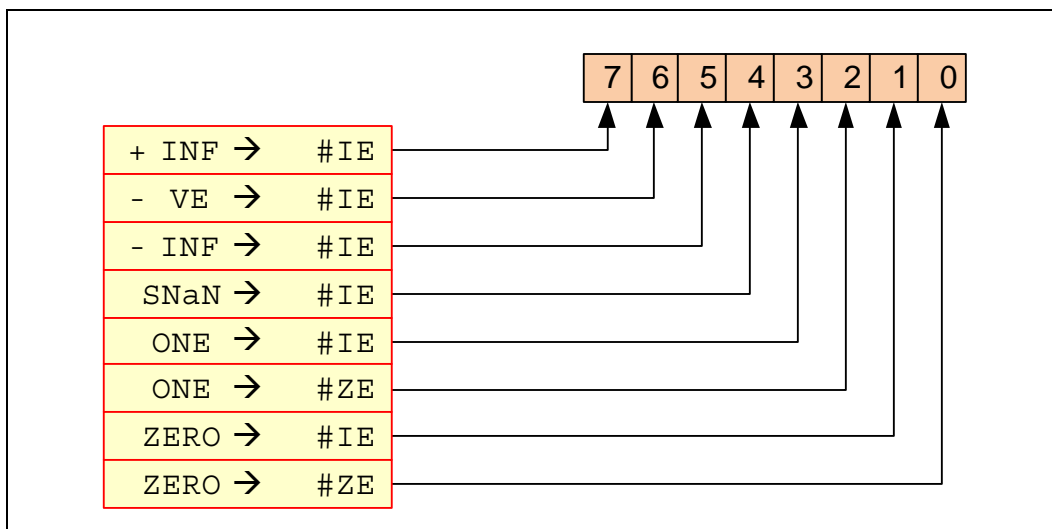 7 6 5 4 3 2 1 0
+ INF → #IE
- VE → #IE
- INF → #IE
SNaN → #IE
ONE → #IE
ONE → #ZE
ZERO → #IE
ZERO → #ZE